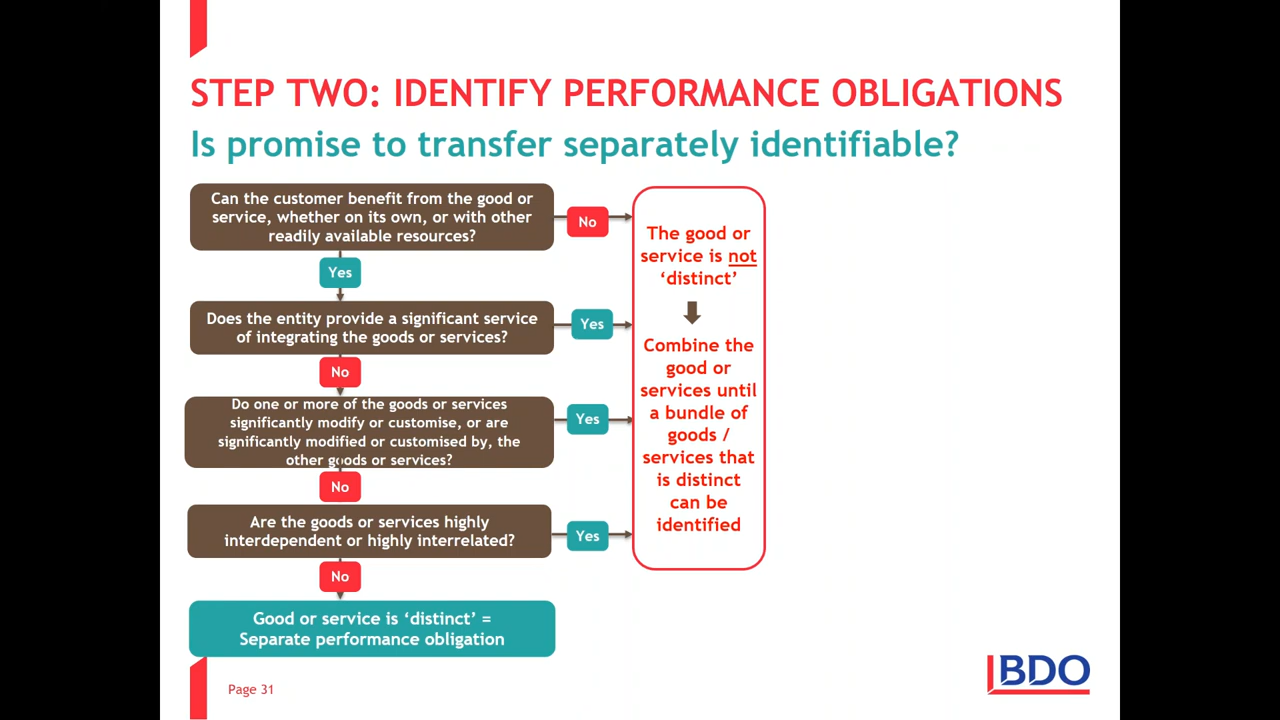 STEP TWO: IDENTIFY PERFORMANCE OBLIGATIONS
Is promise to transfer separately identifiable?
Can the customer benefit from the good or
service, whether on its own, or with other
readily available resources?
No
Yes
Does the entity provide a significant service
of integrating the goods or services?
Yes
No
Do one or more of the goods or services
significantly modify or customise, or are
significantly modified or customised by, the
other goods or services?
Yes
No
Are the goods or services highly
interdependent or highly interrelated?
Yes
No
Good or service is ‘distinct’ =
Separate performance obligation
The good or
service is not
‘distinct’
Combine the
good or
services until
a bundle of
goods /
services that
is distinct
can be
identified
Page 31
BDO